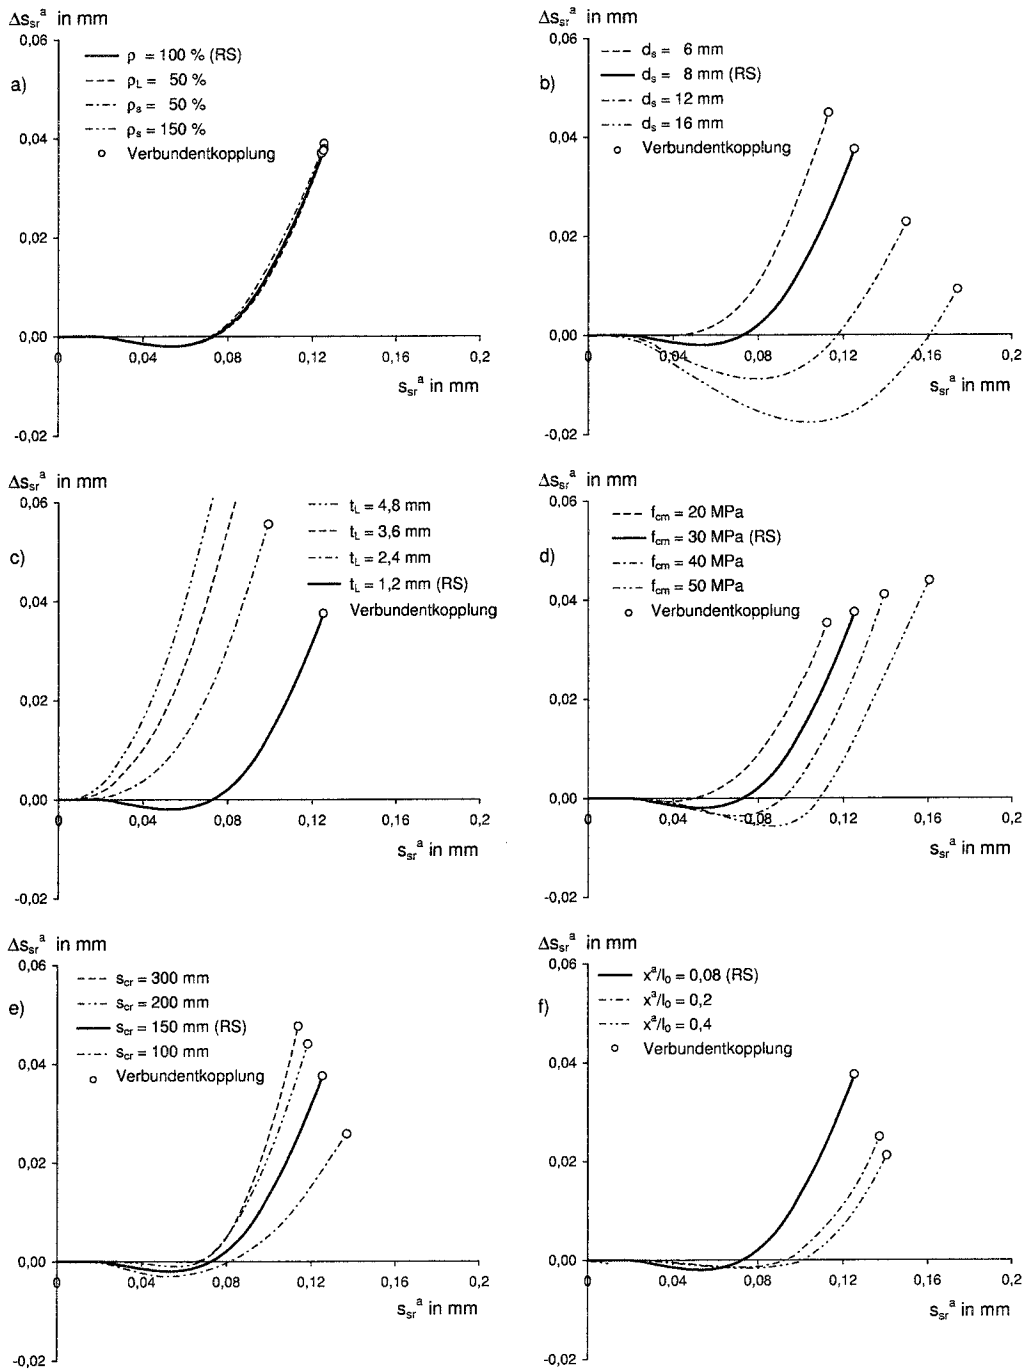 Δs_sr^a in mm
0,06
ρ = 100 % (RS)
a)
ρ_L = 50 %
ρ_s = 50 %
ρ_s = 150 %
Verbundentkopplung
0,04
0,02
0,00
0
0,04
0,08
0,12
0,16
0,2
s_sr^a in mm
-0,02
Δs_sr^a in mm
0,06
d_s = 6 mm
b)
d_s = 8 mm (RS)
d_s = 12 mm
d_s = 16 mm
Verbundentkopplung
0,04
0,02
0,00
0
0,04
0,08
0,12
0,16
0,2
s_sr^a in mm
-0,02
Δs_sr^a in mm
0,06
t_L = 4,8 mm
t_L = 3,6 mm
c)
t_L = 2,4 mm
t_L = 1,2 mm (RS)
Verbundentkopplung
0,04
0,02
0,00
0
0,04
0,08
0,12
0,16
0,2
s_sr^a in mm
-0,02
Δs_sr^a in mm
0,06
f_cm = 20 MPa
f_cm = 30 MPa (RS)
d)
f_cm = 40 MPa
f_cm = 50 MPa
Verbundentkopplung
0,04
0,02
0,00
0
0,04
0,08
0,12
0,16
0,2
s_sr^a in mm
-0,02
Δs_sr^a in mm
0,06
s_cr = 300 mm
s_cr = 200 mm
e)
s_cr = 150 mm (RS)
s_cr = 100 mm
Verbundentkopplung
0,04
0,02
0,00
0
0,04
0,08
0,12
0,16
0,2
s_sr^a in mm
-0,02
Δs_sr^a in mm
0,06
x^a/l_0 = 0,08 (RS)
x^a/l_0 = 0,2
f)
x^a/l_0 = 0,4
Verbundentkopplung
0,04
0,02
0,00
0
0,04
0,08
0,12
0,16
0,2
s_sr^a in mm
-0,02